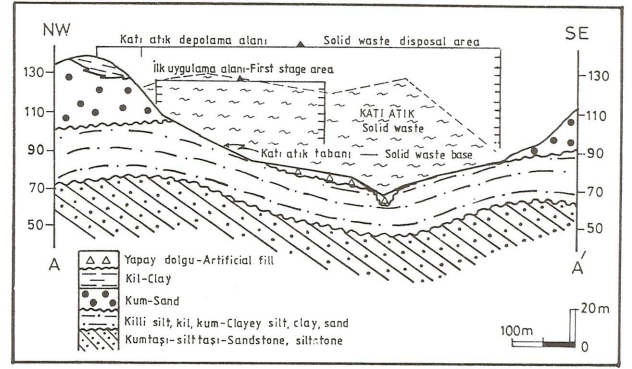 NW
SE
Katı atık depolama alanı ▲ Solid waste disposal area
İlk uygulama alanı-First stage area
130
110
90
70
50
130
110
90
70
50
KATI ATIK
Solid waste
Katı atık tabanı — Solid waste base
A
A'
Yapay dolgu-Artificial fill
Kil-Clay
Kum-Sand
Killi silt, kil, kum-Clayey silt, clay, sand
Kumtaşı-silttaşı-Sandstone, siltstone
100m
20m
0